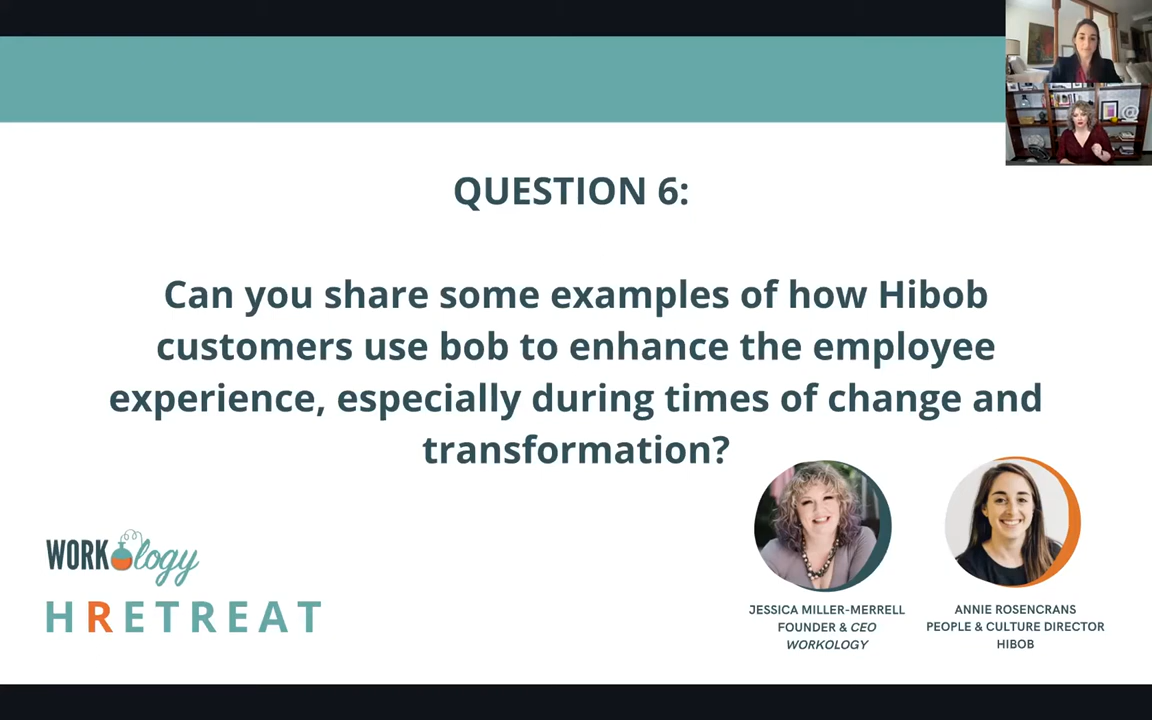 QUESTION 6:
Can you share some examples of how Hibob
customers use bob to enhance the employee
experience, especially during times of change and
transformation?
WORKology
HRETREAT
JESSICA MILLER-MERRELL
FOUNDER & CEO
WORKOLOGY
ANNIE ROSENCRANS
PEOPLE & CULTURE DIRECTOR
HIBOB